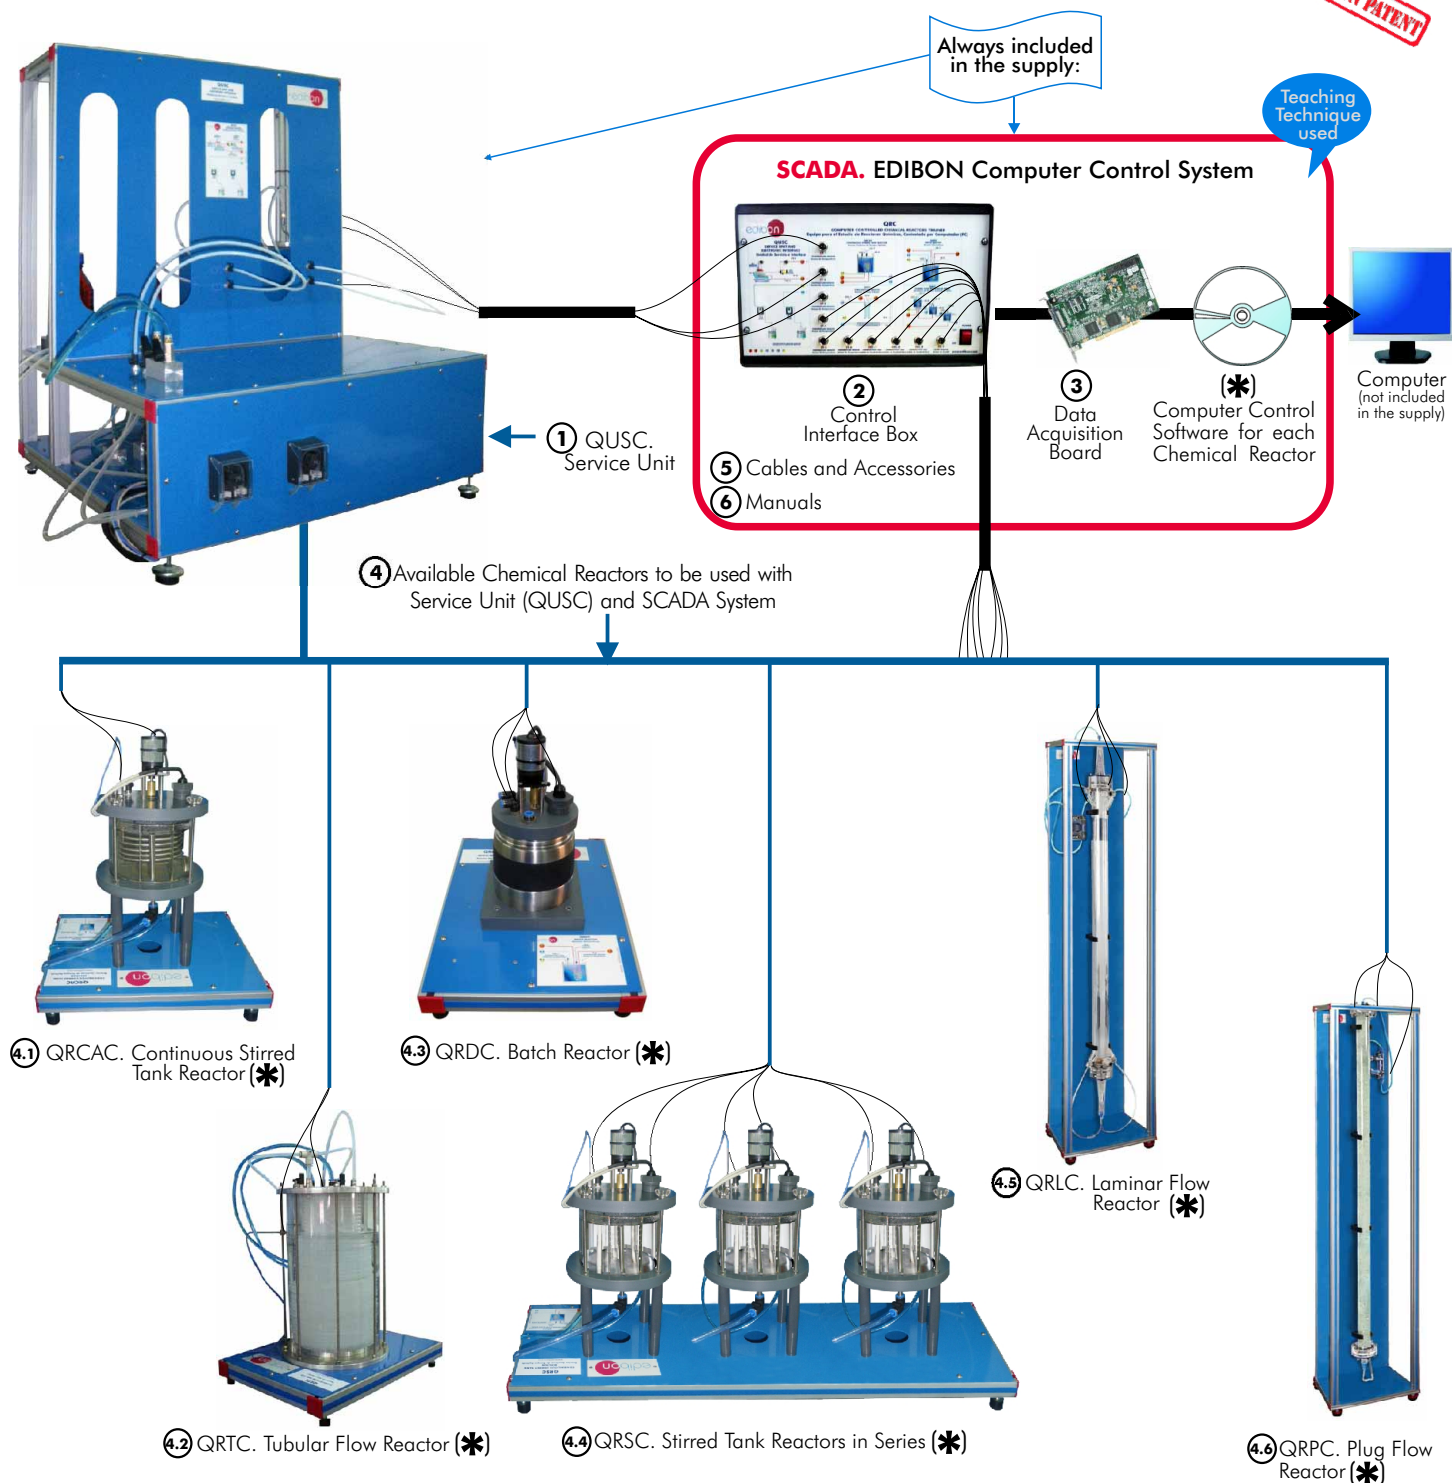 PATENT
Always included
in the supply:
Teaching
Technique
used
SCADA. EDIBON Computer Control System
edibon
QRC
1 QUSC.
Service Unit
2
Control
Interface Box
3
Data
Acquisition
Board
(✱)
Computer Control
Software for each
Chemical Reactor
Computer
(not included
in the supply)
5 Cables and Accessories
6 Manuals
4 Available Chemical Reactors to be used with
Service Unit (QUSC) and SCADA System
4.1 QRCAC. Continuous Stirred
Tank Reactor (✱)
4.3 QRDC. Batch Reactor (✱)
4.5 QRLC. Laminar Flow
Reactor (✱)
4.2 QRTC. Tubular Flow Reactor (✱)
4.4 QRSC. Stirred Tank Reactors in Series (✱)
4.6 QRPC. Plug Flow
Reactor (✱)